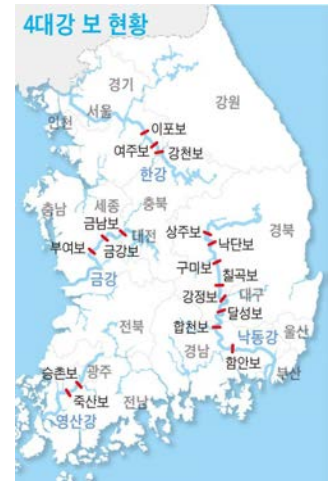 4대강 보 현황
경기
강원
서울
인천
이포보
여주보
강천보
한강
충남
세종
충북
금남보
대전
부여보
금강보
금강
경북
상주보
낙단보
구미보
칠곡보
강정보
대구
달성보
합천보
낙동강
울산
전북
경남
함안보
부산
승촌보
광주
죽산보
전남
영산강